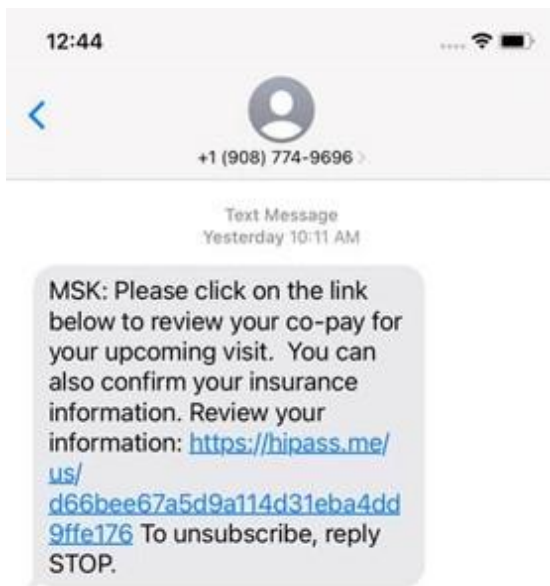 12:44
+1 (908) 774-9696 >
Text Message
Yesterday 10:11 AM
MSK: Please click on the link
below to review your co-pay for
your upcoming visit. You can
also confirm your insurance
information. Review your
information: https://hipass.me/
us/
d66bee67a5d9a114d31eba4dd
9ffe176 To unsubscribe, reply
STOP.